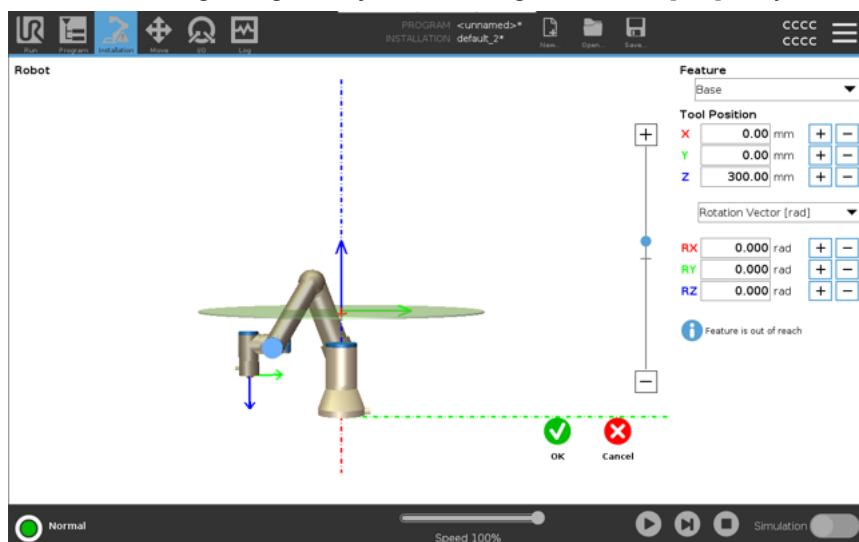 UR
PROGRAM <unnamed>*
INSTALLATION default_2*
CCCC
CCCC
Run
Program
Installation
Move
I/O
Log
New...
Open...
Save...
Robot
Feature
Base
Tool Position
X 0.00 mm + −
Y 0.00 mm + −
Z 300.00 mm + −
Rotation Vector [rad]
RX 0.000 rad + −
RY 0.000 rad + −
RZ 0.000 rad + −
i Feature is out of reach
+
−
OK
Cancel
Normal
Speed 100%
Simulation